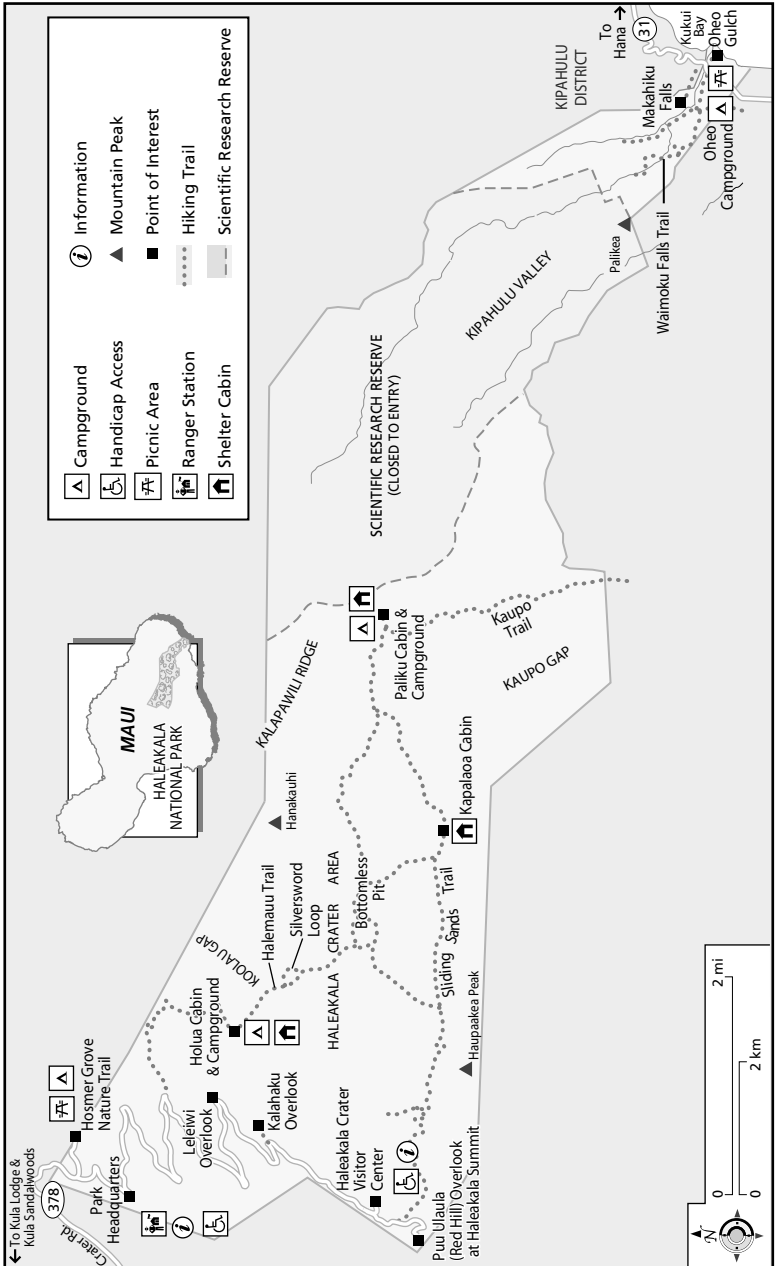 ← To Kula Lodge &
Kula Sandalwoods
378
Crater Rd.
Park
Headquarters
Hosmer Grove
Nature Trail
Leleiwi
Overlook
Kalahaku
Overlook
Haleakala Crater
Visitor
Center
Puu Ulaula
(Red Hill) Overlook
at Haleakala Summit
Holua Cabin
& Campground
KOOLAU GAP
Halemauu Trail
Silversword
Loop
HALEAKALA CRATER AREA
Bottomless
Pit
Sliding Sands Trail
Haupaakea Peak
Hanakauhi
KALAPAWILI RIDGE
Kapalaoa Cabin
Paliku Cabin &
Campground
Kaupo
Trail
KAUPO GAP
SCIENTIFIC RESEARCH RESERVE
(CLOSED TO ENTRY)
KIPAHULU VALLEY
Palikea
Waimoku Falls Trail
KIPAHULU
DISTRICT
Makahiku
Falls
Oheo
Campground
To
Hana →
31
Kukui
Bay
Oheo
Gulch
MAUI
HALEAKALA
NATIONAL PARK
Campground
Handicap Access
Picnic Area
Ranger Station
Shelter Cabin
i Information
Mountain Peak
Point of Interest
Hiking Trail
Scientific Research Reserve
N
0 2 mi
0 2 km